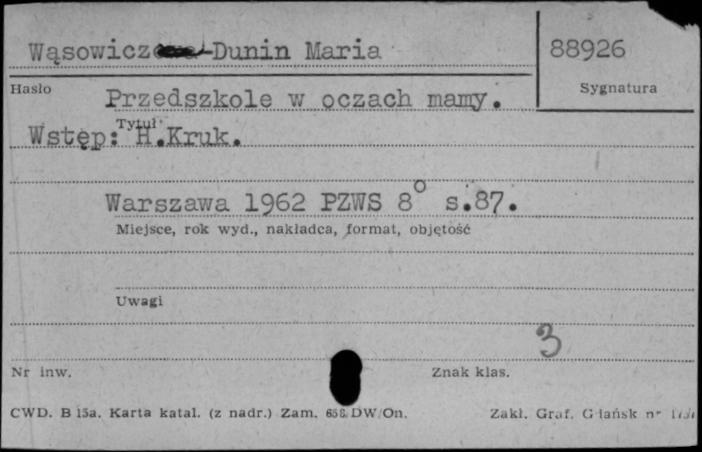 Wąsowicz -Dunin Maria
88926
Hasło
Sygnatura
Przedszkole w oczach mamy.
Tytuł
Wstęp: H.Kruk.
Warszawa 1962 PZWS 8° s.87.
Miejsce, rok wyd., nakładca, format, objętość
Uwagi
3
Nr inw.
Znak klas.
CWD. B 15a. Karta katal. (z nadr.) Zam. DW/On.
Zakł. Graf. Gdańsk